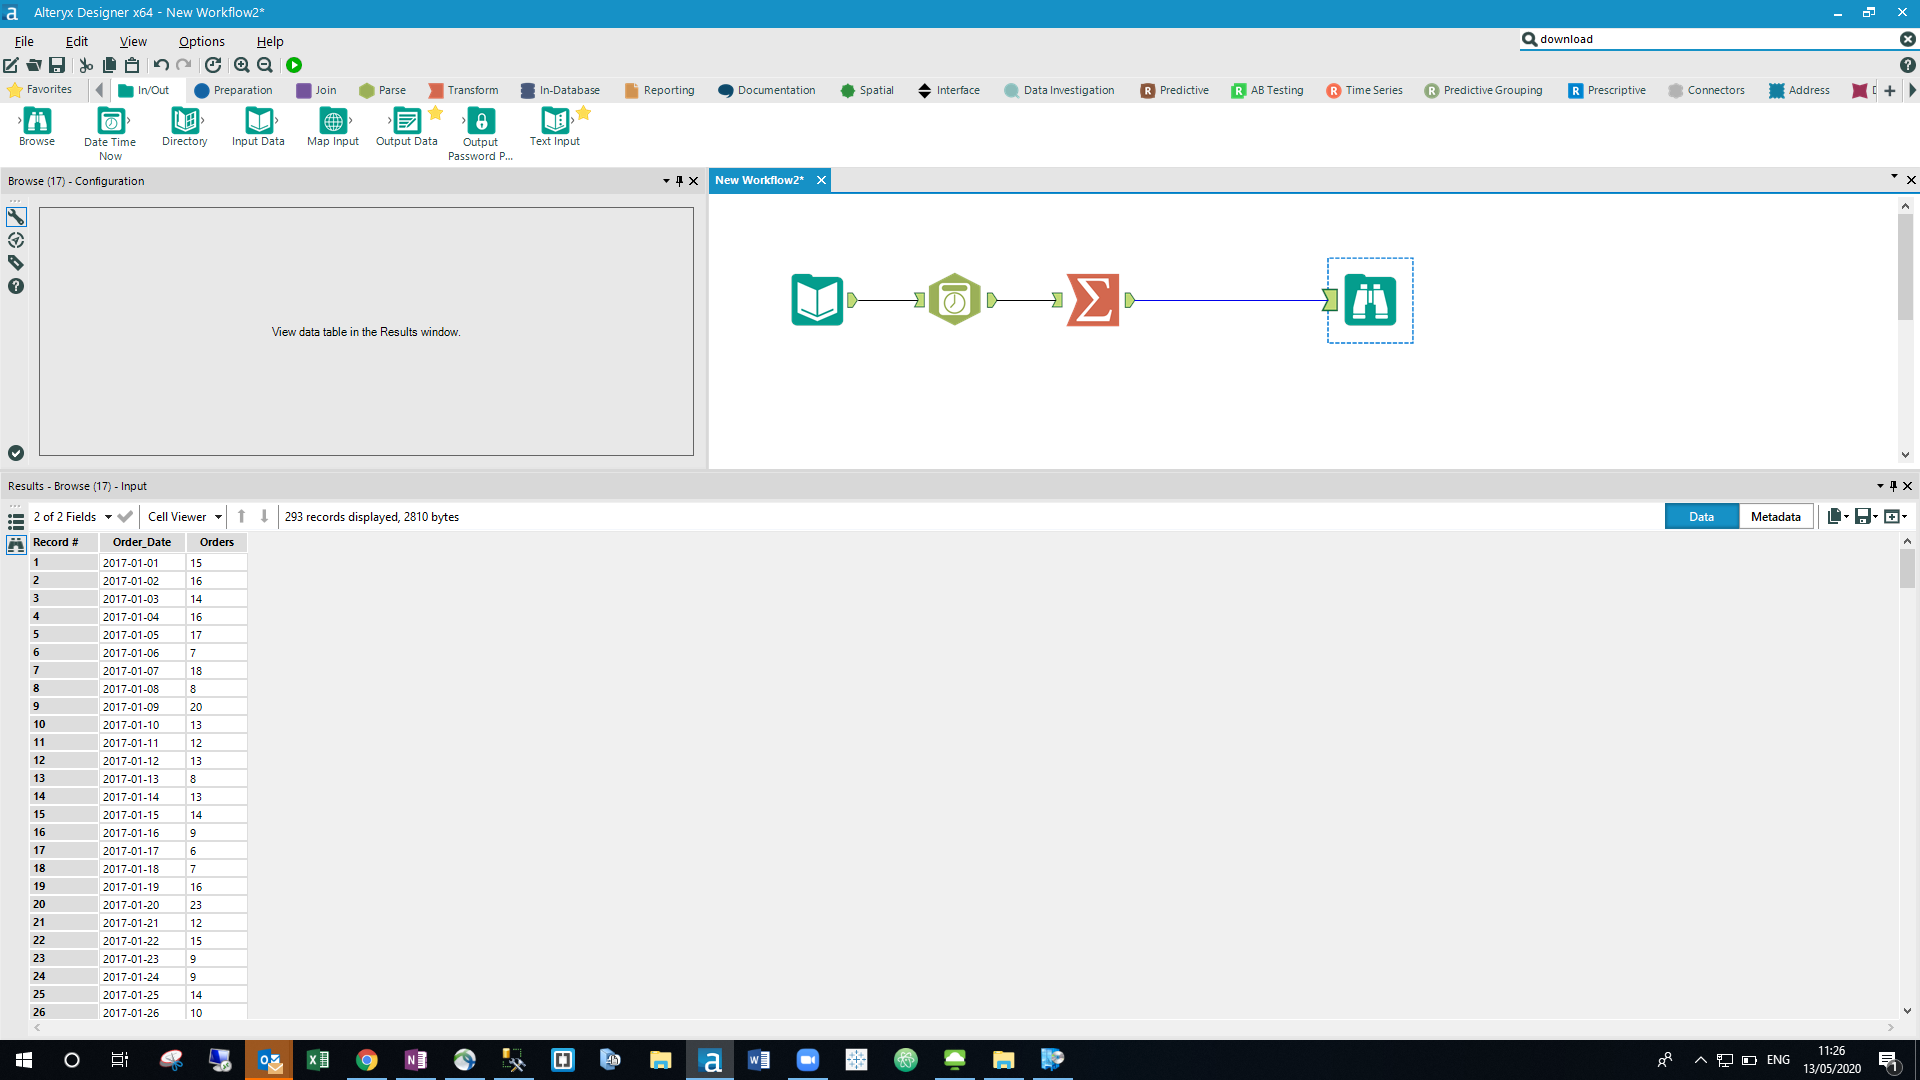 Alteryx Designer x64 - New Workflow2*
File Edit View Options Help
download
Favorites In/Out Preparation Join Parse Transform In-Database Reporting Documentation Spatial Interface Data Investigation Predictive AB Testing Time Series Predictive Grouping Prescriptive Connectors Address
Browse Date Time Now Directory Input Data Map Input Output Data Output Password P... Text Input
Browse (17) - Configuration
New Workflow2*
View data table in the Results window.
Results - Browse (17) - Input
2 of 2 Fields Cell Viewer 293 records displayed, 2810 bytes Data Metadata
Record # Order_Date Orders
1 2017-01-01 15
2 2017-01-02 16
3 2017-01-03 14
4 2017-01-04 16
5 2017-01-05 17
6 2017-01-06 7
7 2017-01-07 18
8 2017-01-08 8
9 2017-01-09 20
10 2017-01-10 13
11 2017-01-11 12
12 2017-01-12 13
13 2017-01-13 8
14 2017-01-14 13
15 2017-01-15 14
16 2017-01-16 9
17 2017-01-17 6
18 2017-01-18 7
19 2017-01-19 16
20 2017-01-20 23
21 2017-01-21 12
22 2017-01-22 15
23 2017-01-23 9
24 2017-01-24 9
25 2017-01-25 14
26 2017-01-26 10
ENG
11:26
13/05/2020
1